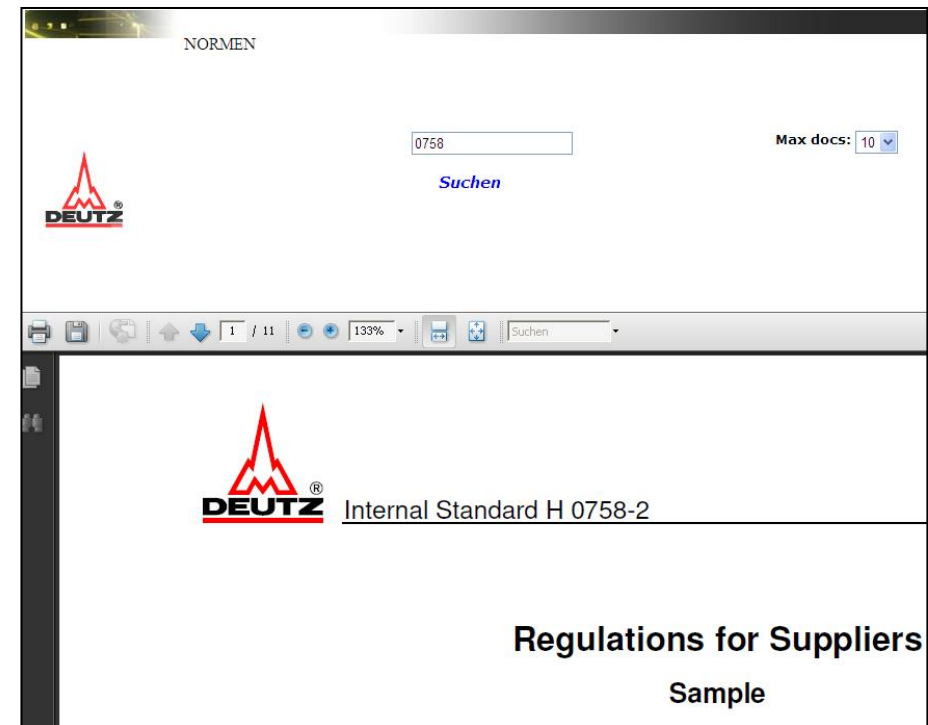 NORMEN
0758
Max docs: 10
Suchen
DEUTZ ®
1 / 11 133% Suchen
DEUTZ ®
Internal Standard H 0758-2
Regulations for Suppliers
Sample